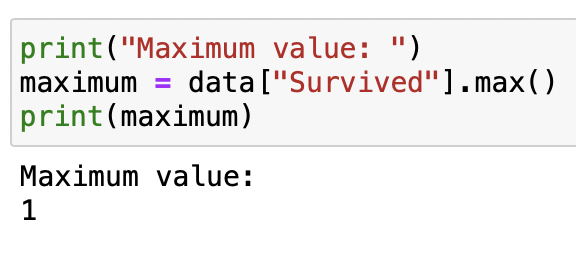 print("Maximum value: ")
maximum = data["Survived"].max()
print(maximum)
Maximum value:
1